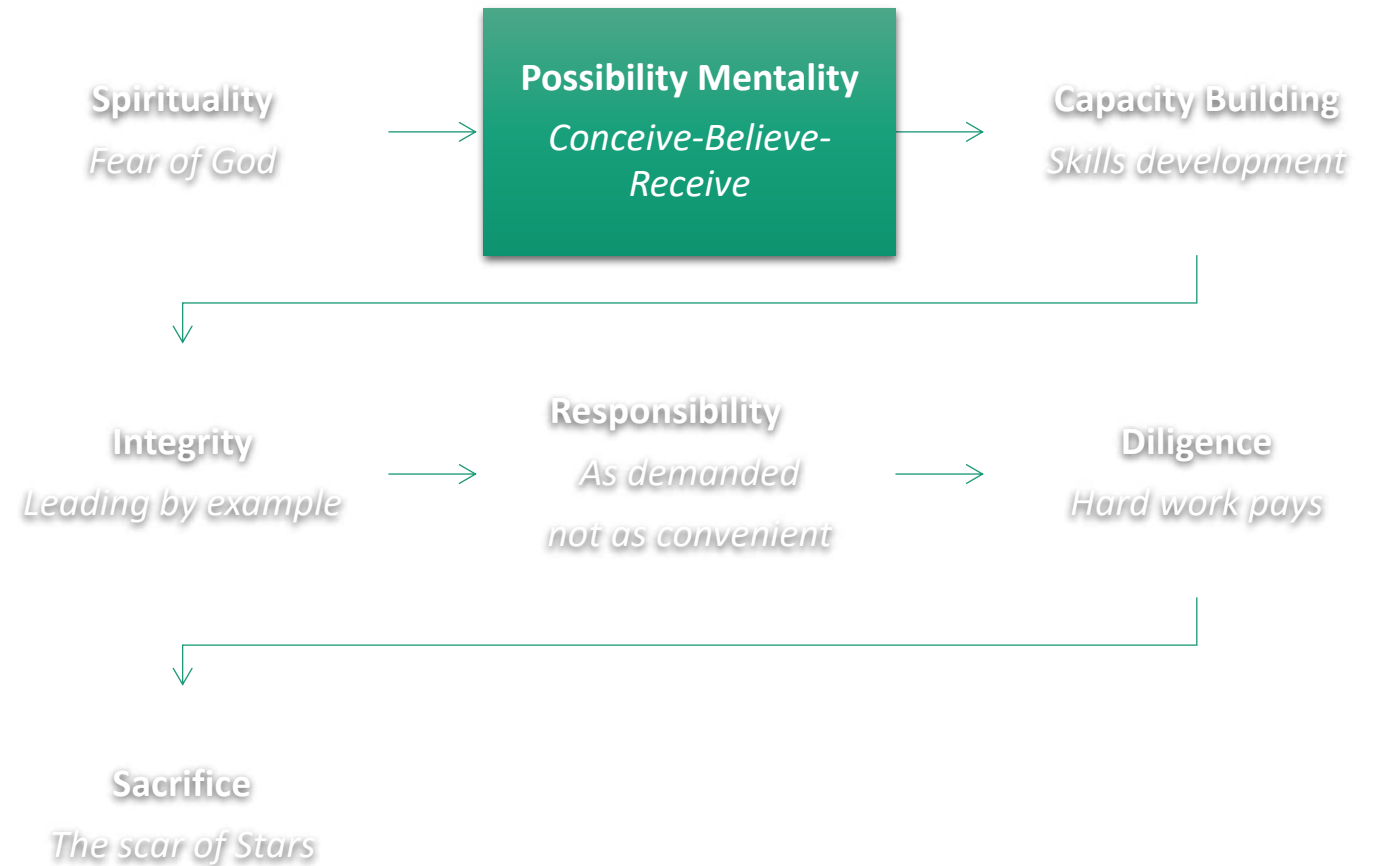 Spirituality
Fear of God
Possibility Mentality
Conceive-Believe-
Receive
Capacity Building
Skills development
Integrity
Leading by example
Responsibility
As demanded
not as convenient
Diligence
Hard work pays
Sacrifice
The scar of Stars